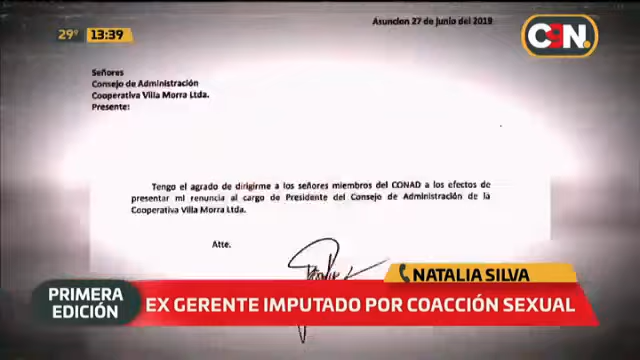 29º 13:39
Asuncion 27 de junio del 2019
C9N.
Señores
Consejo de Administración
Cooperativa Villa Morra Ltda.
Presente:
Tengo el agrado de dirigirme a los señores miembros del CONAD a los efectos de
presentar mi renuncia al cargo de Presidente del Consejo de Administración de la
Cooperativa Villa Morra Ltda.
Atte.
NATALIA SILVA
PRIMERA
EDICIÓN
EX GERENTE IMPUTADO POR COACCIÓN SEXUAL